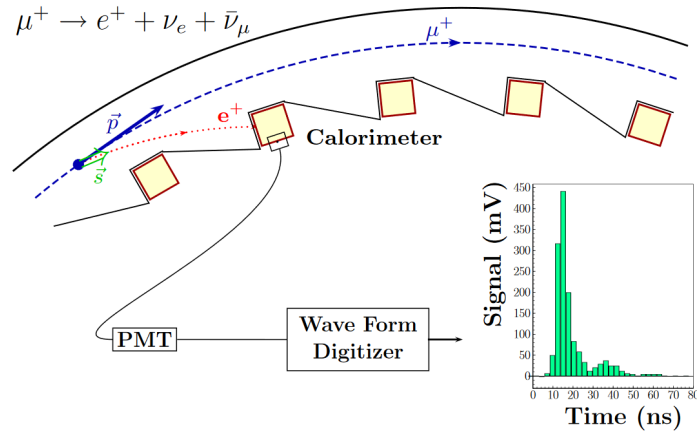 μ⁺ → e⁺ + νₑ + ν̄_μ
μ⁺
p⃗
e⁺
s⃗
Calorimeter
PMT
Wave Form
Digitizer
Signal (mV)
450
400
350
300
250
200
150
100
50
0
0 10 20 30 40 50 60 70 80
Time (ns)